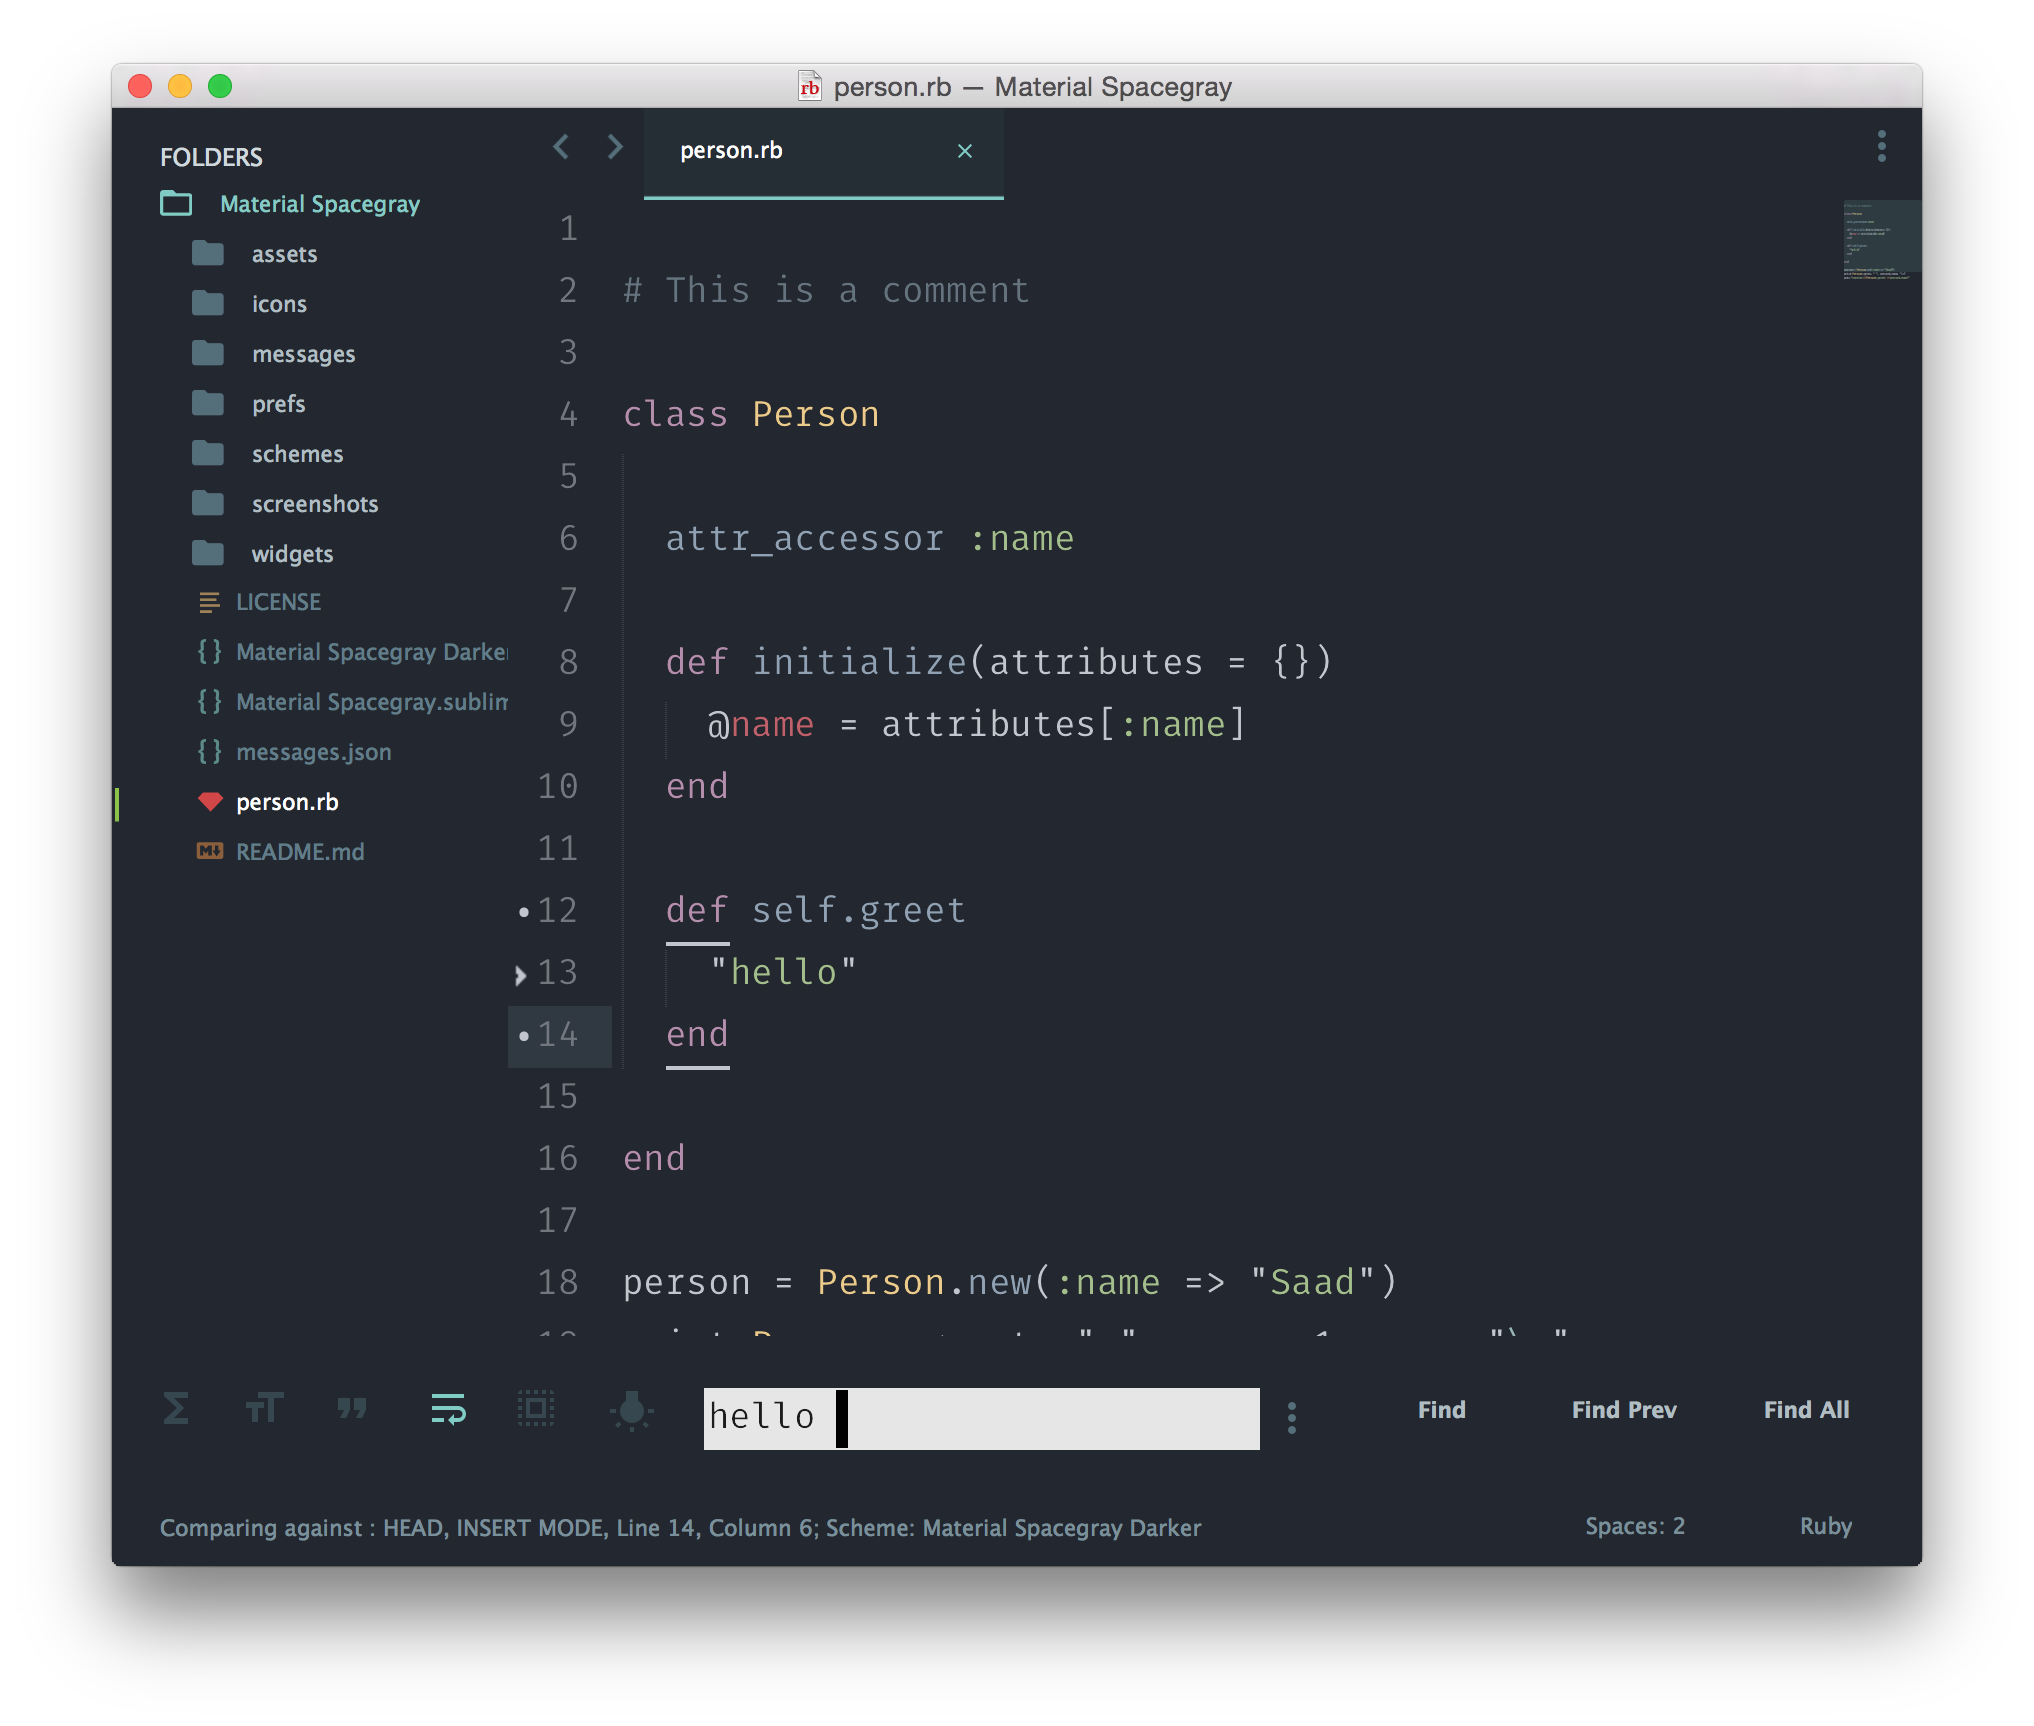 person.rb — Material Spacegray
FOLDERS
Material Spacegray
assets
icons
messages
prefs
schemes
screenshots
widgets
LICENSE
{} Material Spacegray Darker
{} Material Spacegray.sublim
{} messages.json
person.rb
README.md
person.rb ×
1
2 # This is a comment
3
4 class Person
5
6 attr_accessor :name
7
8 def initialize(attributes = {})
9 @name = attributes[:name]
10 end
11
12 def self.greet
13 "hello"
14 end
15
16 end
17
18 person = Person.new(:name => "Saad")
hello
Find Find Prev Find All
Comparing against : HEAD, INSERT MODE, Line 14, Column 6; Scheme: Material Spacegray Darker
Spaces: 2 Ruby